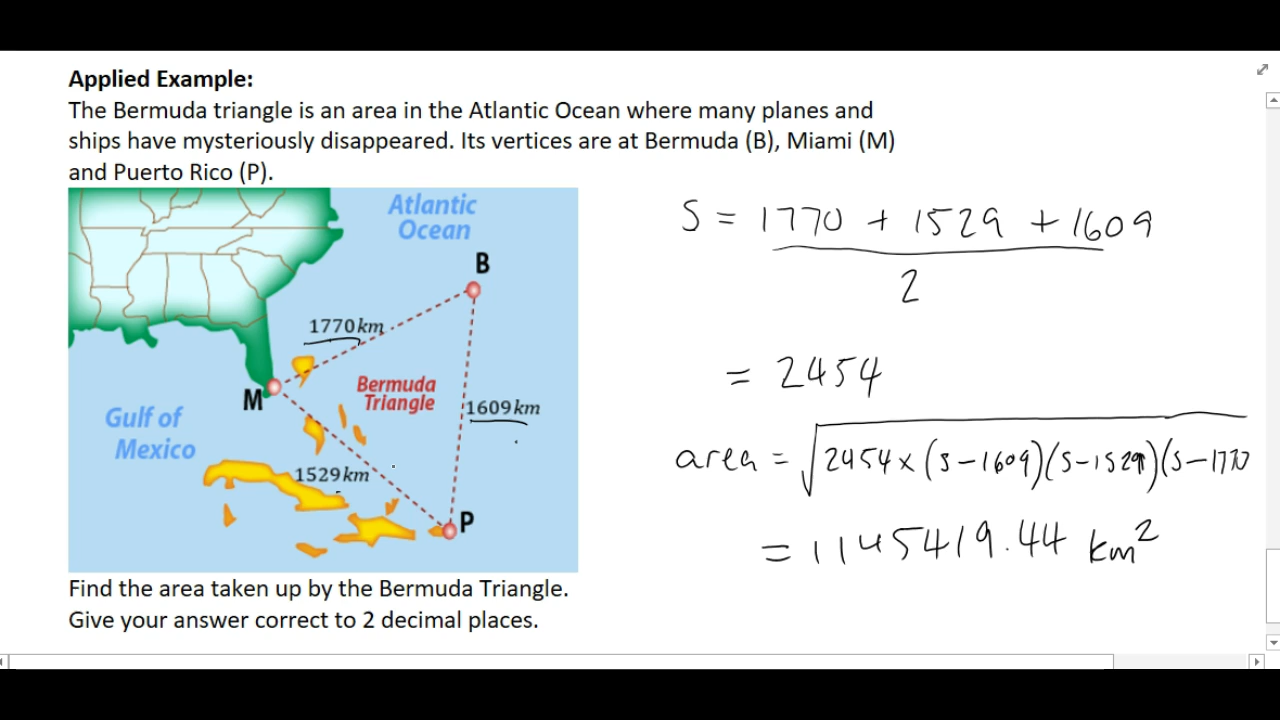 Applied Example:
The Bermuda triangle is an area in the Atlantic Ocean where many planes and
ships have mysteriously disappeared. Its vertices are at Bermuda (B), Miami (M)
and Puerto Rico (P).
Atlantic
Ocean
B
1770 km
M
Bermuda
Triangle
1609 km
Gulf of
Mexico
1529 km
P
Find the area taken up by the Bermuda Triangle.
Give your answer correct to 2 decimal places.
S = 1770 + 1529 + 1609
2
= 2454
area = √2454 × (s - 1609)(s - 1529)(s - 1770
= 1145419.44 km²